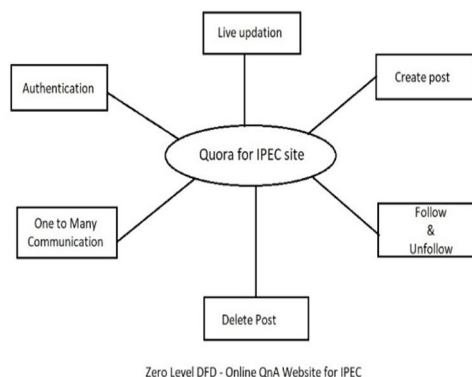 Live updation
Authentication
Create post
Quora for IPEC site
One to Many
Communication
Follow
&
Unfollow
Delete Post
Zero Level DFD - Online QnA Website for IPEC